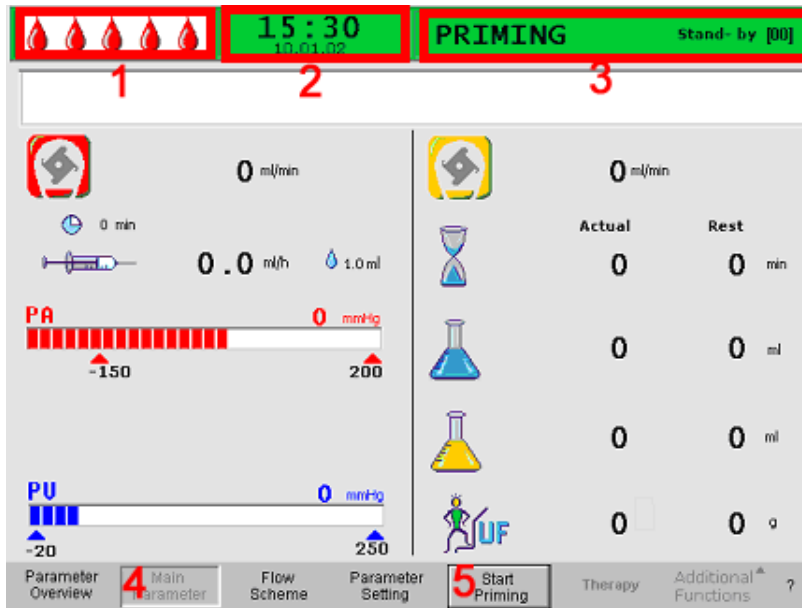 15:30
10.01.02
PRIMING Stand- by [00]
1 2 3
0 ml/min
0 ml/min
0 min
Actual Rest
0.0 ml/h 1.0 ml
0 0 min
PA 0 mmHg
-150 200
0 0 ml
0 0 ml
PV 0 mmHg
-20 250
UF 0 0 g
Parameter Overview
4
Main Parameter
Flow Scheme
Parameter Setting
5
Start Priming
Therapy
Additional Functions
?